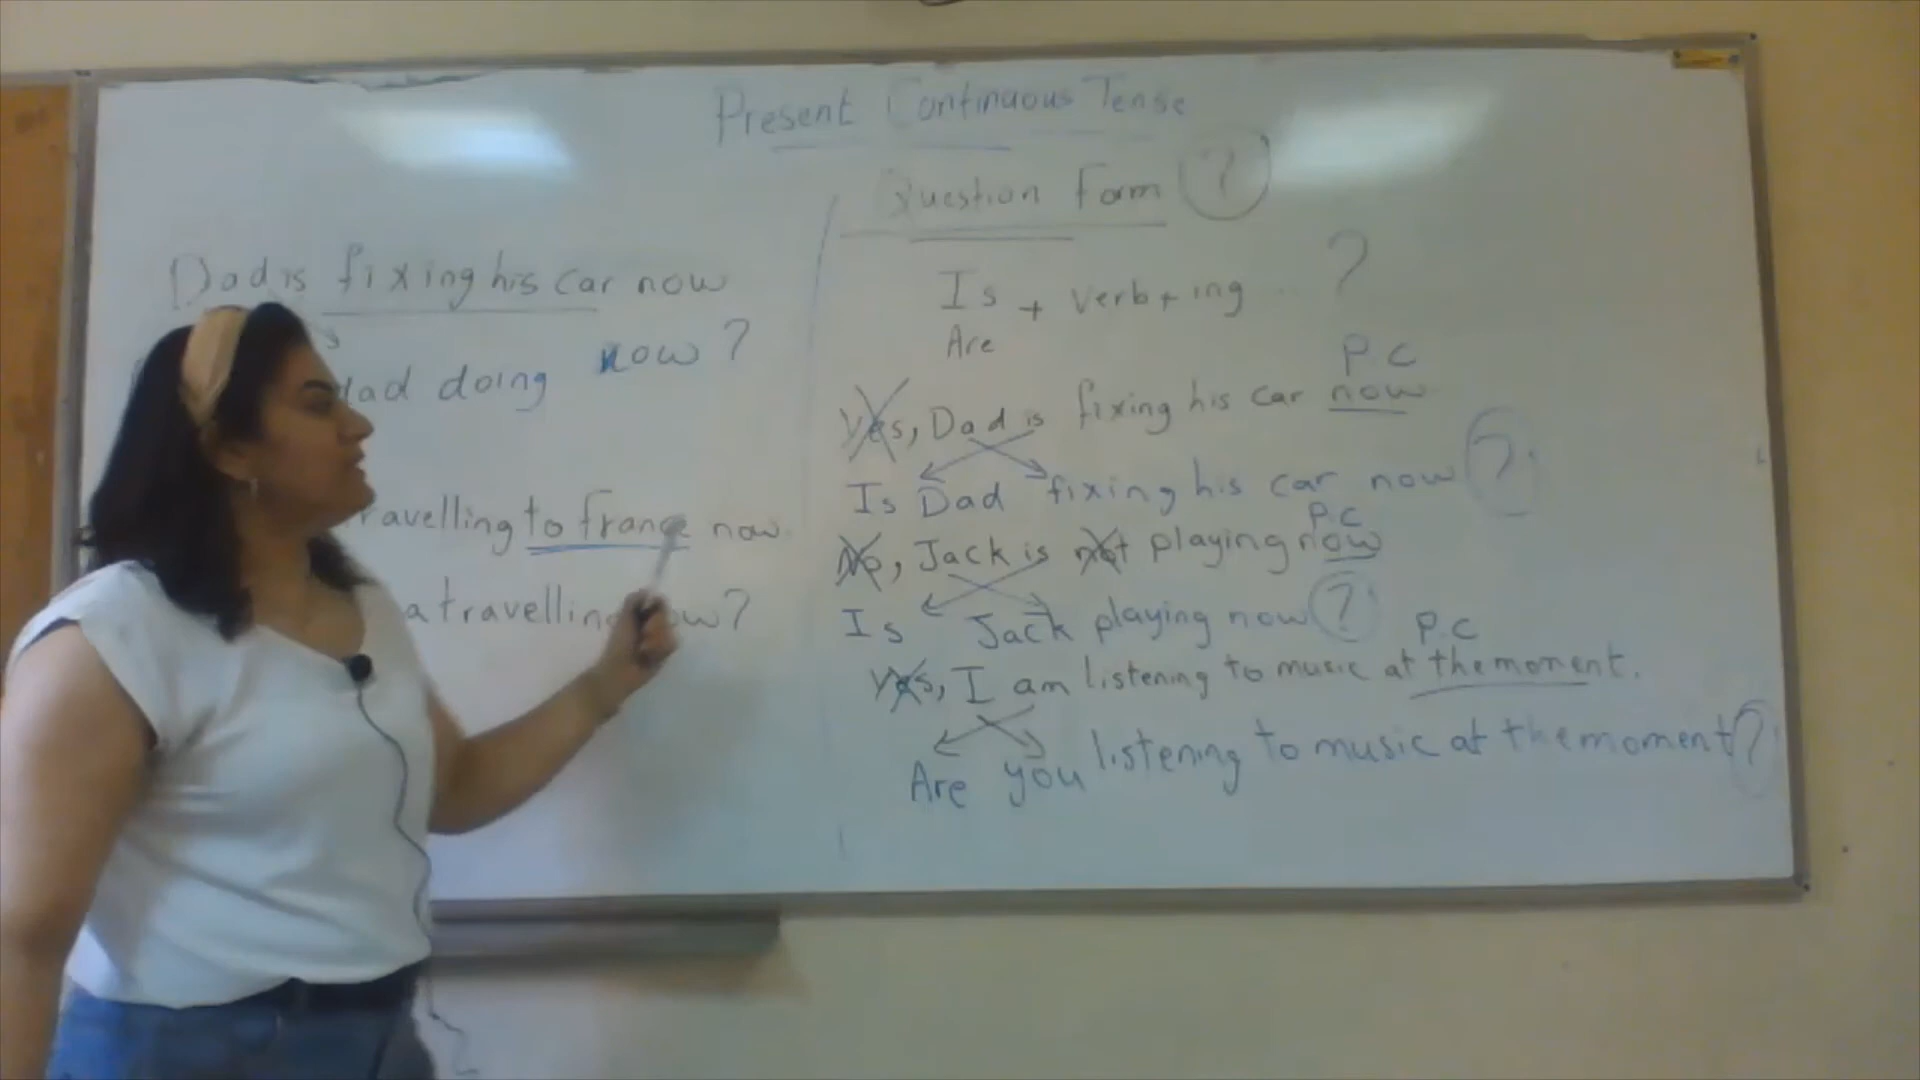 Present Continuous Tense
Question form ?
Dad is fixing his car now
dad doing now?
ravelling to france now
a travelling now?
Is + verb + ing ... ?
Are
P.C
Yes, Dad is fixing his car now
Is Dad fixing his car now ?
P.C
No, Jack is not playing now
Is Jack playing now ?
P.C
Yes, I am listening to music at the moment.
Are you listening to music at the moment ?